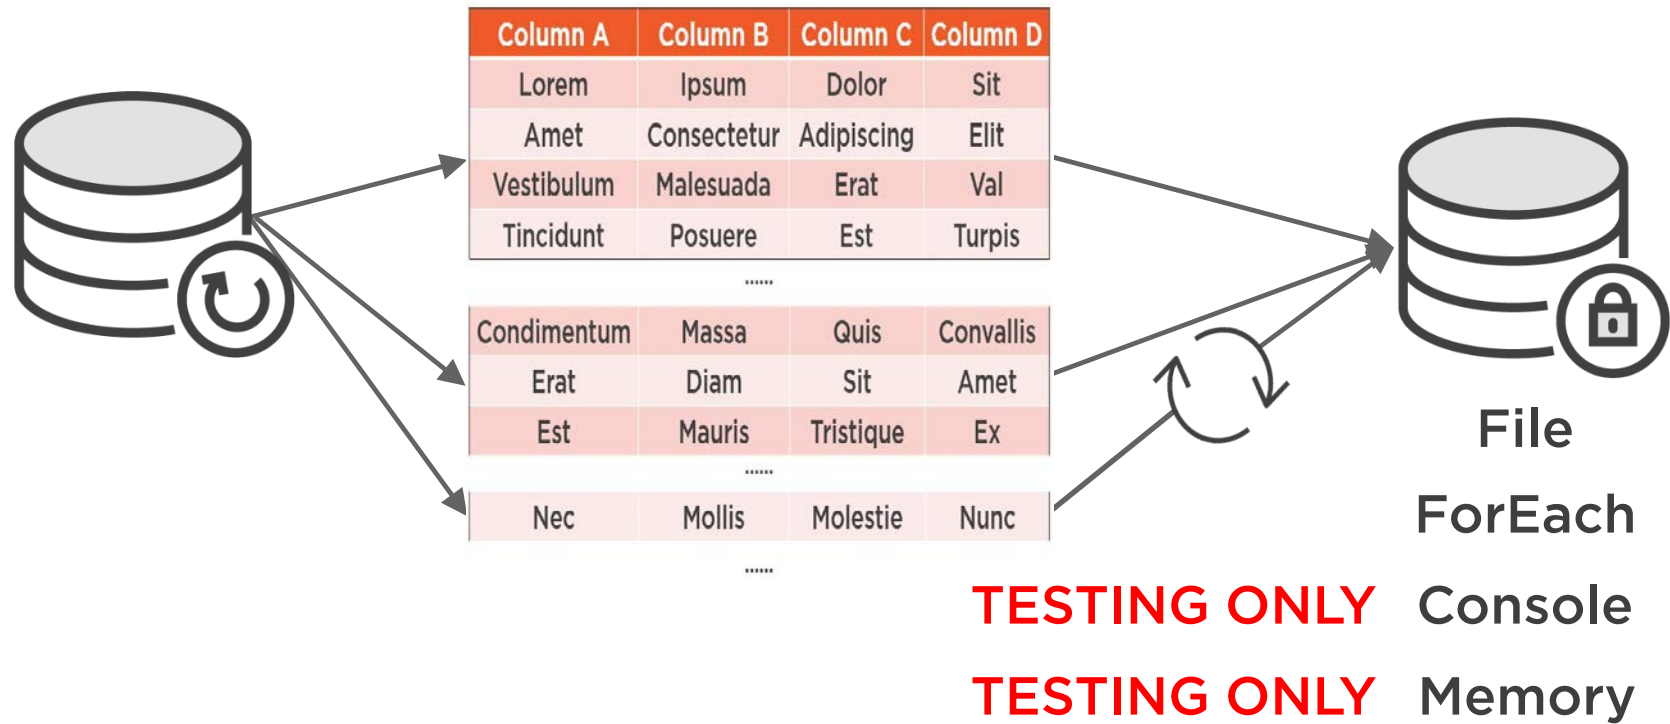 Column A Column B Column C Column D
Lorem Ipsum Dolor Sit
Amet Consectetur Adipiscing Elit
Vestibulum Malesuada Erat Val
Tincidunt Posuere Est Turpis
......
Condimentum Massa Quis Convallis
Erat Diam Sit Amet
Est Mauris Tristique Ex
......
Nec Mollis Molestie Nunc
......
File
ForEach
TESTING ONLY Console
TESTING ONLY Memory